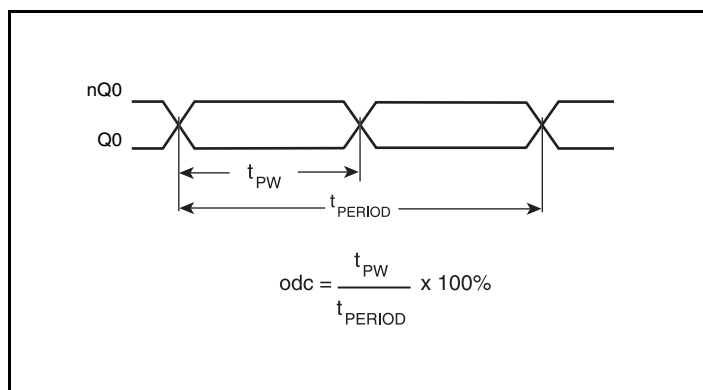 nQ0
Q0
tPW
tPERIOD
odc = tPW / tPERIOD x 100%